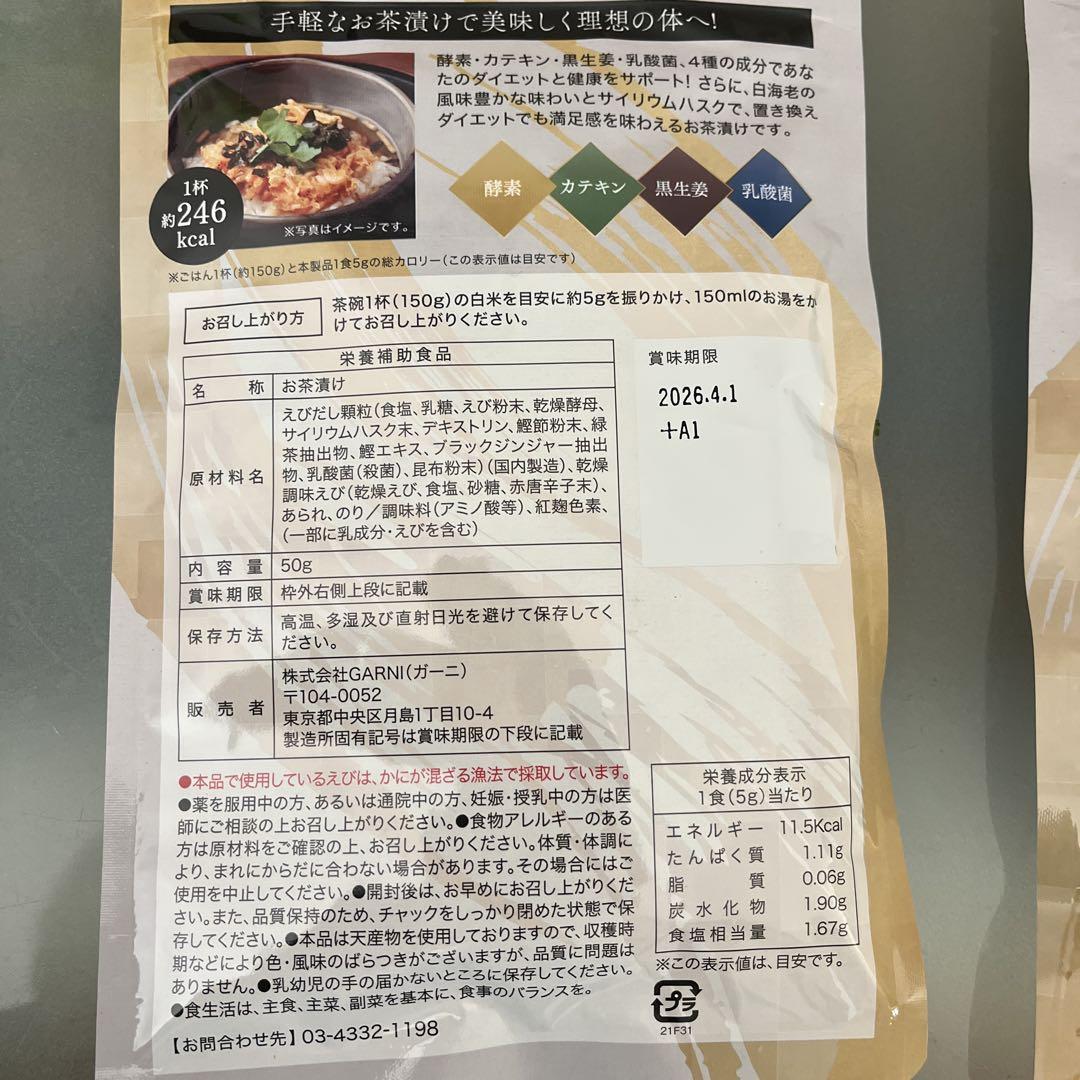 手軽なお茶漬けで美味しく理想の体へ!
酵素・カテキン・黒生姜・乳酸菌、4種の成分であな
たのダイエットと健康をサポート! さらに、白海老の
風味豊かな味わいとサイリウムハスクで、置き換え
ダイエットでも満足感を味わえるお茶漬けです。
酵素
カテキン
黒生姜
乳酸菌
1杯
約246
kcal
※写真はイメージです。
※ごはん1杯(約150g)と本製品1食5gの総カロリー(この表示値は目安です)
お召し上がり方
茶碗1杯(150g)の白米を目安に約5gを振りかけ、150mlのお湯をか
けてお召し上がりください。
栄養補助食品
名称 お茶漬け
原材料名
えびだし顆粒(食塩、乳糖、えび粉末、乾燥酵母、
サイリウムハスク末、デキストリン、鰹節粉末、緑
茶抽出物、鰹エキス、ブラックジンジャー抽出
物、乳酸菌(殺菌)、昆布粉末)(国内製造)、乾燥
調味えび(乾燥えび、食塩、砂糖、赤唐辛子末)、
あられ、のり/調味料(アミノ酸等)、紅麹色素、
(一部に乳成分・えびを含む)
内容量 50g
賞味期限 枠外右側上段に記載
保存方法
高温、多湿及び直射日光を避けて保存してく
ださい。
販売者
株式会社GARNI(ガーニ)
〒104-0052
東京都中央区月島1丁目10-4
製造所固有記号は賞味期限の下段に記載
賞味期限
2026.4.1
+A1
●本品で使用しているえびは、かにが混ざる漁法で採取しています。
●薬を服用中の方、あるいは通院中の方、妊娠・授乳中の方は医
師にご相談の上お召し上がりください。●食物アレルギーのある
方は原材料をご確認の上、お召し上がりください。体質・体調に
より、まれにからだに合わない場合があります。その場合にはご
使用を中止してください。●開封後は、お早めにお召し上がりくだ
さい。また、品質保持のため、チャックをしっかり閉めた状態で保
存してください。●本品は天産物を使用しておりますので、収穫時
期などにより色・風味のばらつきがございますが、品質に問題は
ありません。●乳幼児の手の届かないところに保存してください。
●食生活は、主食、主菜、副菜を基本に、食事のバランスを。
【お問合わせ先】 03-4332-1198
栄養成分表示
1食(5g)当たり
エネルギー 11.5Kcal
たんぱく質 1.11g
脂質 0.06g
炭水化物 1.90g
食塩相当量 1.67g
※この表示値は、目安です。
プラ
21F31